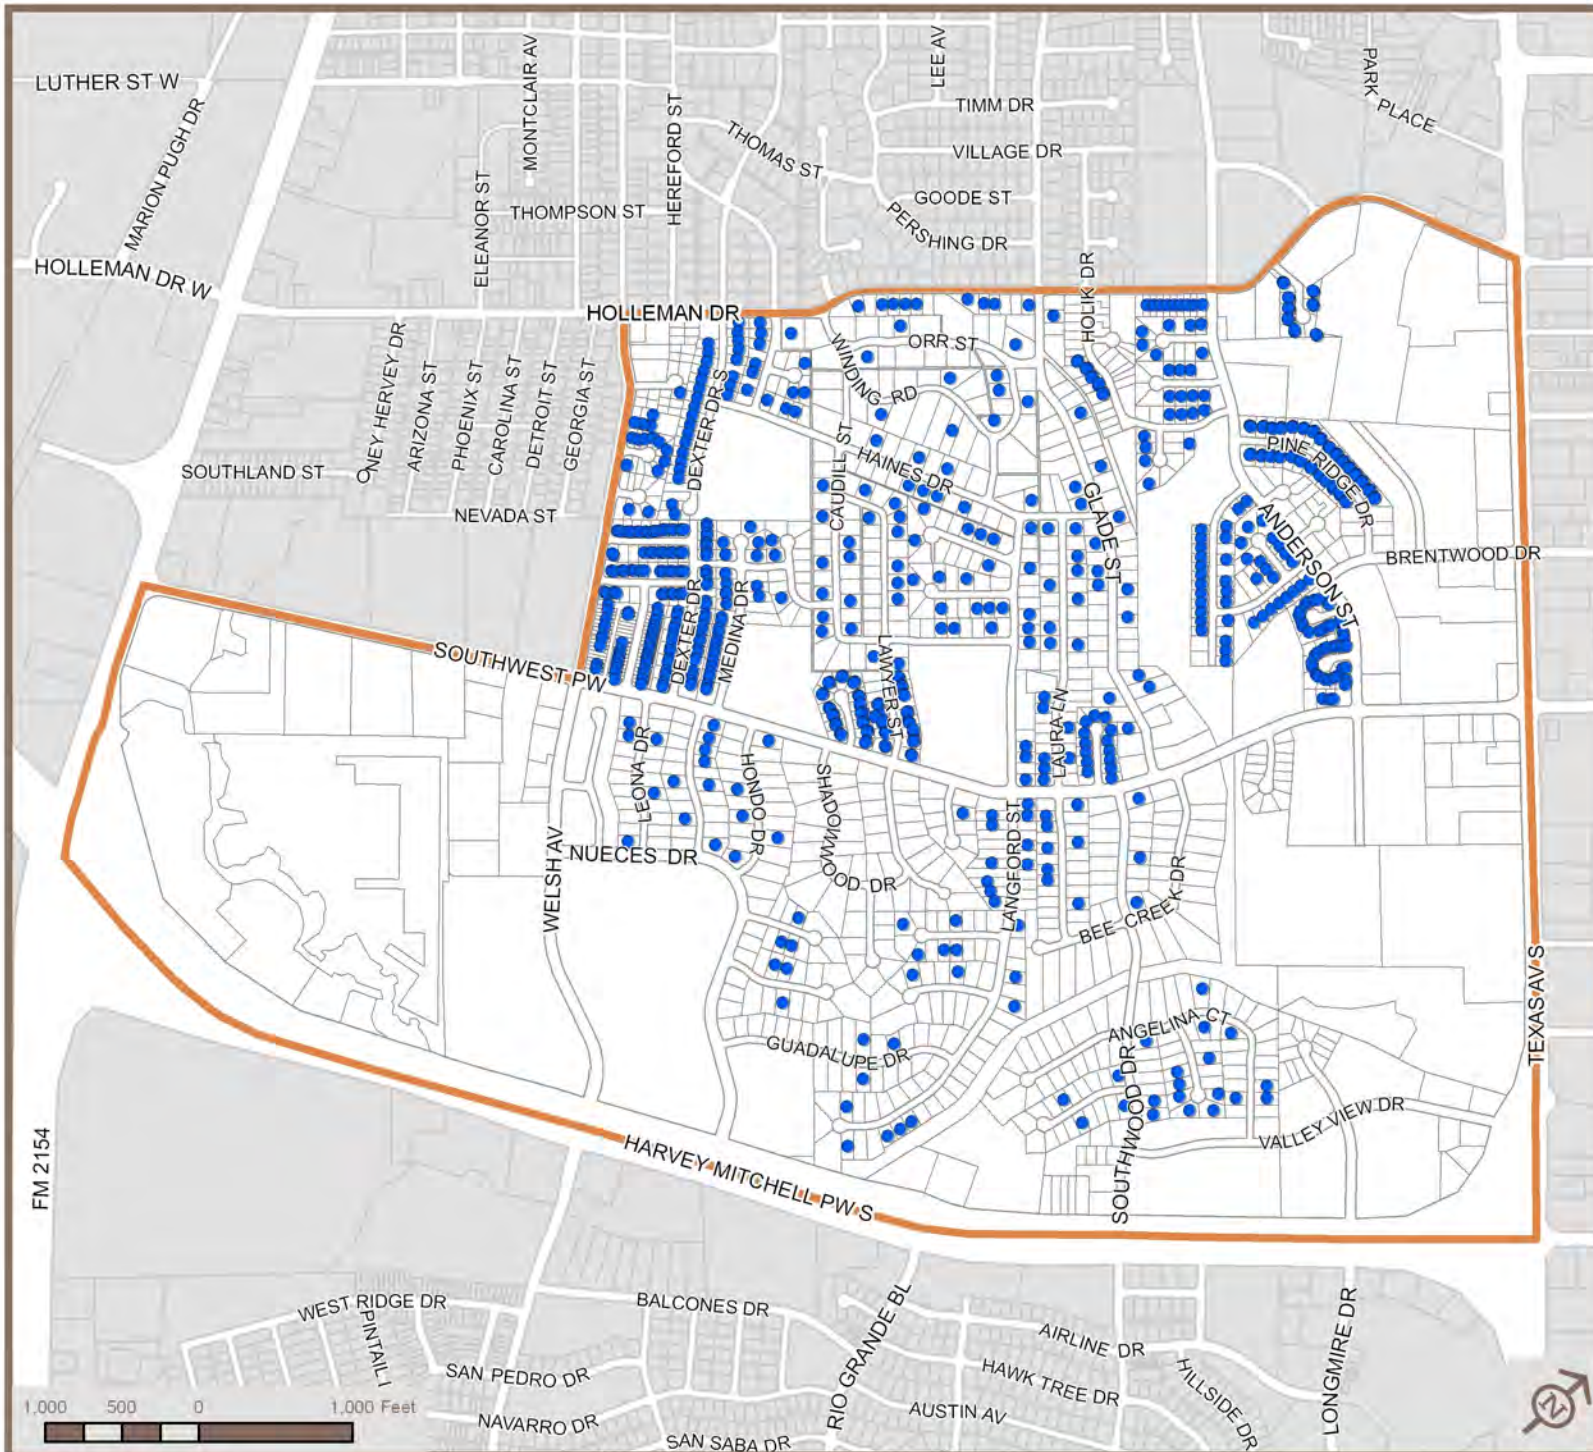 LUTHER ST W
MARION PUGH DR
MONTCLAIR AV
HEREFORD ST
LEE AV
TIMM DR
PARK PLACE
THOMAS ST
VILLAGE DR
ELEANOR ST
THOMPSON ST
GOODE ST
PERSHING DR
HOLLEMAN DR W
HOLIK DR
HOLLEMAN DR
ORR ST
WINDING RD
ONEY HERVEY DR
ARIZONA ST
PHOENIX ST
CAROLINA ST
DETROIT ST
GEORGIA ST
DEXTER DR S
SOUTHLAND ST
CAUDILL ST
HAINES DR
PINE RIDGE DR
NEVADA ST
GLADE ST
ANDERSON ST
BRENTWOOD DR
DEXTER DR
MEDINA DR
SOUTHWEST PW
LAWYER ST
LAURA LN
LEONA DR
HONDO DR
SHADOWWOOD DR
LANGFORD ST
NUECES DR
WELSH AV
BEE CREEK DR
TEXAS AV S
GUADALUPE DR
ANGELINA CT
SOUTHWOOD DR
VALLEY VIEW DR
FM 2154
HARVEY MITCHELL PW S
WEST RIDGE DR
PINTAIL
BALCONES DR
RIO GRANDE BL
AIRLINE DR
LONGMIRE DR
SAN PEDRO DR
HAWK TREE DR
HILLSIDE DR
NAVARRO DR
AUSTIN AV
SAN SABA DR
1,000 500 0 1,000 Feet
N